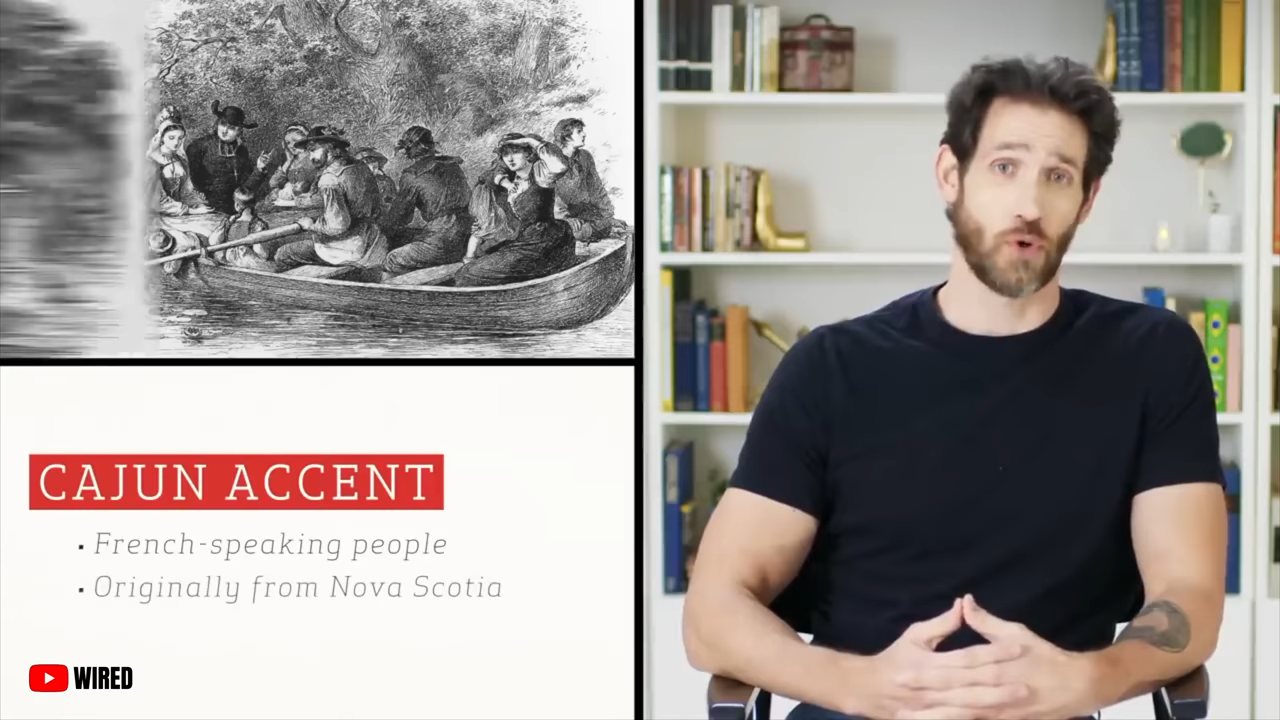 CAJUN ACCENT
▪ French-speaking people
▪ Originally from Nova Scotia
WIRED